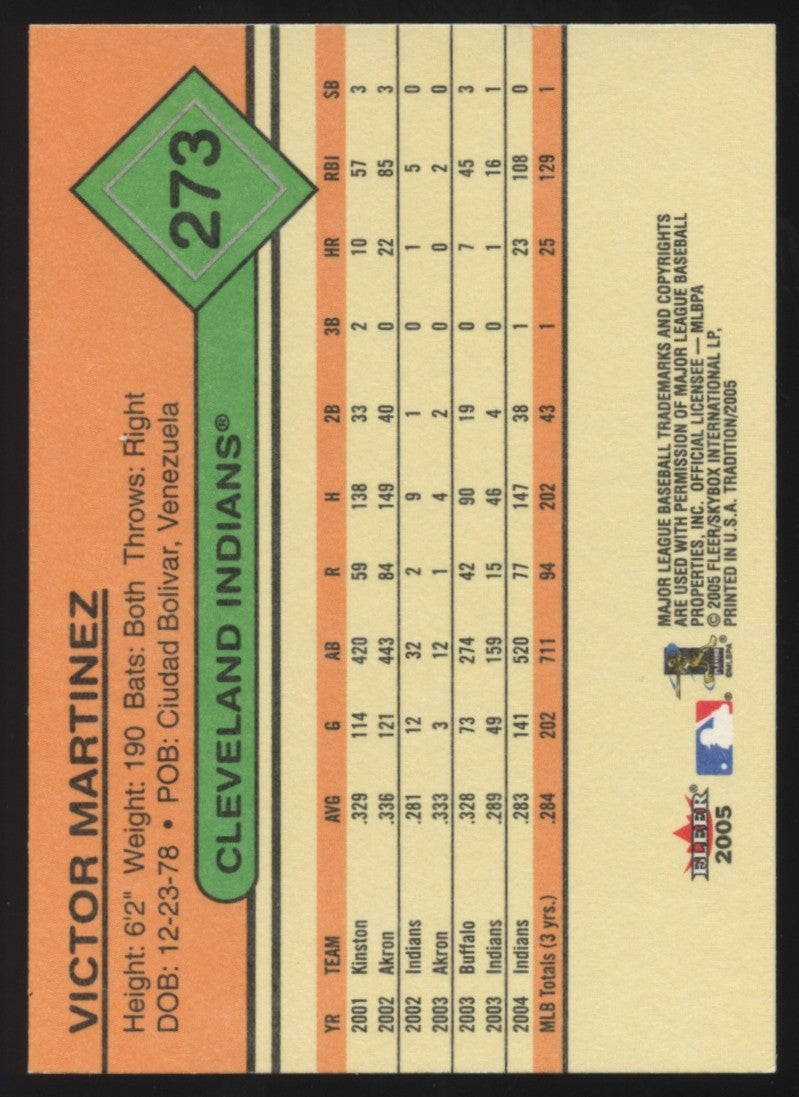 VICTOR MARTINEZ
Height: 6'2" Weight: 190 Bats: Both Throws: Right
DOB: 12-23-78 • POB: Ciudad Bolivar, Venezuela
273
CLEVELAND INDIANS®
YR TEAM AVG G AB R H 2B 3B HR RBI SB
2001 Kinston .329 114 420 59 138 33 2 10 57 3
2002 Akron .336 121 443 84 149 40 0 22 85 3
2002 Indians .281 12 32 2 9 1 0 1 5 0
2003 Akron .333 3 12 1 4 2 0 0 2 0
2003 Buffalo .328 73 274 42 90 19 0 7 45 3
2003 Indians .289 49 159 15 46 4 0 1 16 1
2004 Indians .283 141 520 77 147 38 1 23 108 0
MLB Totals (3 yrs.) .284 202 711 94 202 43 1 25 129 1
FLEER®
2005
®
®
©MLBPA
MAJOR LEAGUE BASEBALL TRADEMARKS AND COPYRIGHTS
ARE USED WITH PERMISSION OF MAJOR LEAGUE BASEBALL
PROPERTIES, INC. OFFICIAL LICENSEE — MLBPA
© 2005 FLEER/SKYBOX INTERNATIONAL LP,
PRINTED IN U.S.A. TRADITION/2005